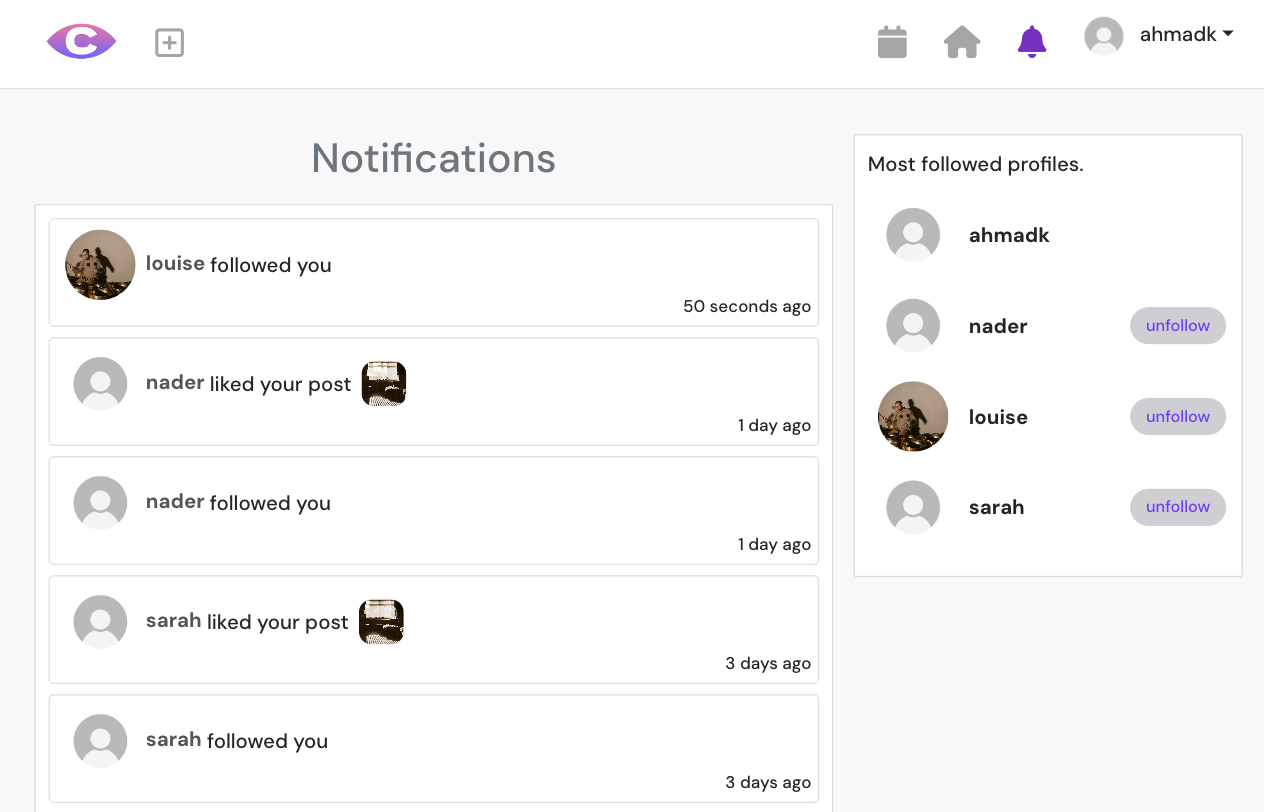 C
ahmadk
Notifications
louise followed you
50 seconds ago
nader liked your post
1 day ago
nader followed you
1 day ago
sarah liked your post
3 days ago
sarah followed you
3 days ago
Most followed profiles.
ahmadk
nader unfollow
louise unfollow
sarah unfollow